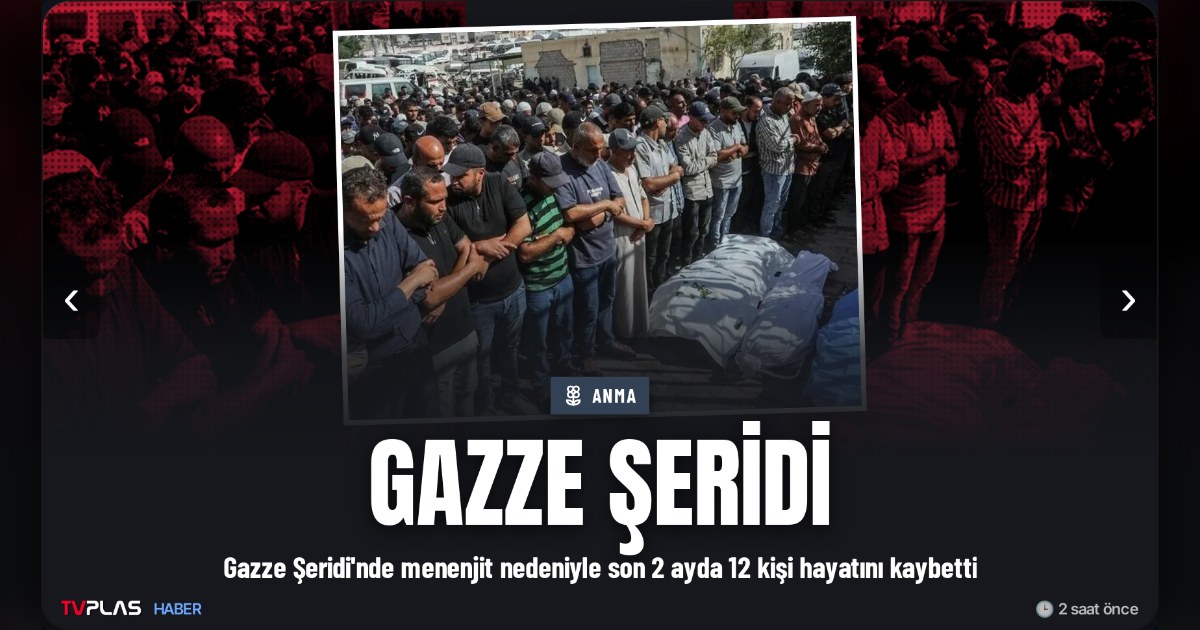 ANMA
GAZZE ŞERİDİ
Gazze Şeridi'nde menenjit nedeniyle son 2 ayda 12 kişi hayatını kaybetti
TVPLAS HABER
2 saat önce